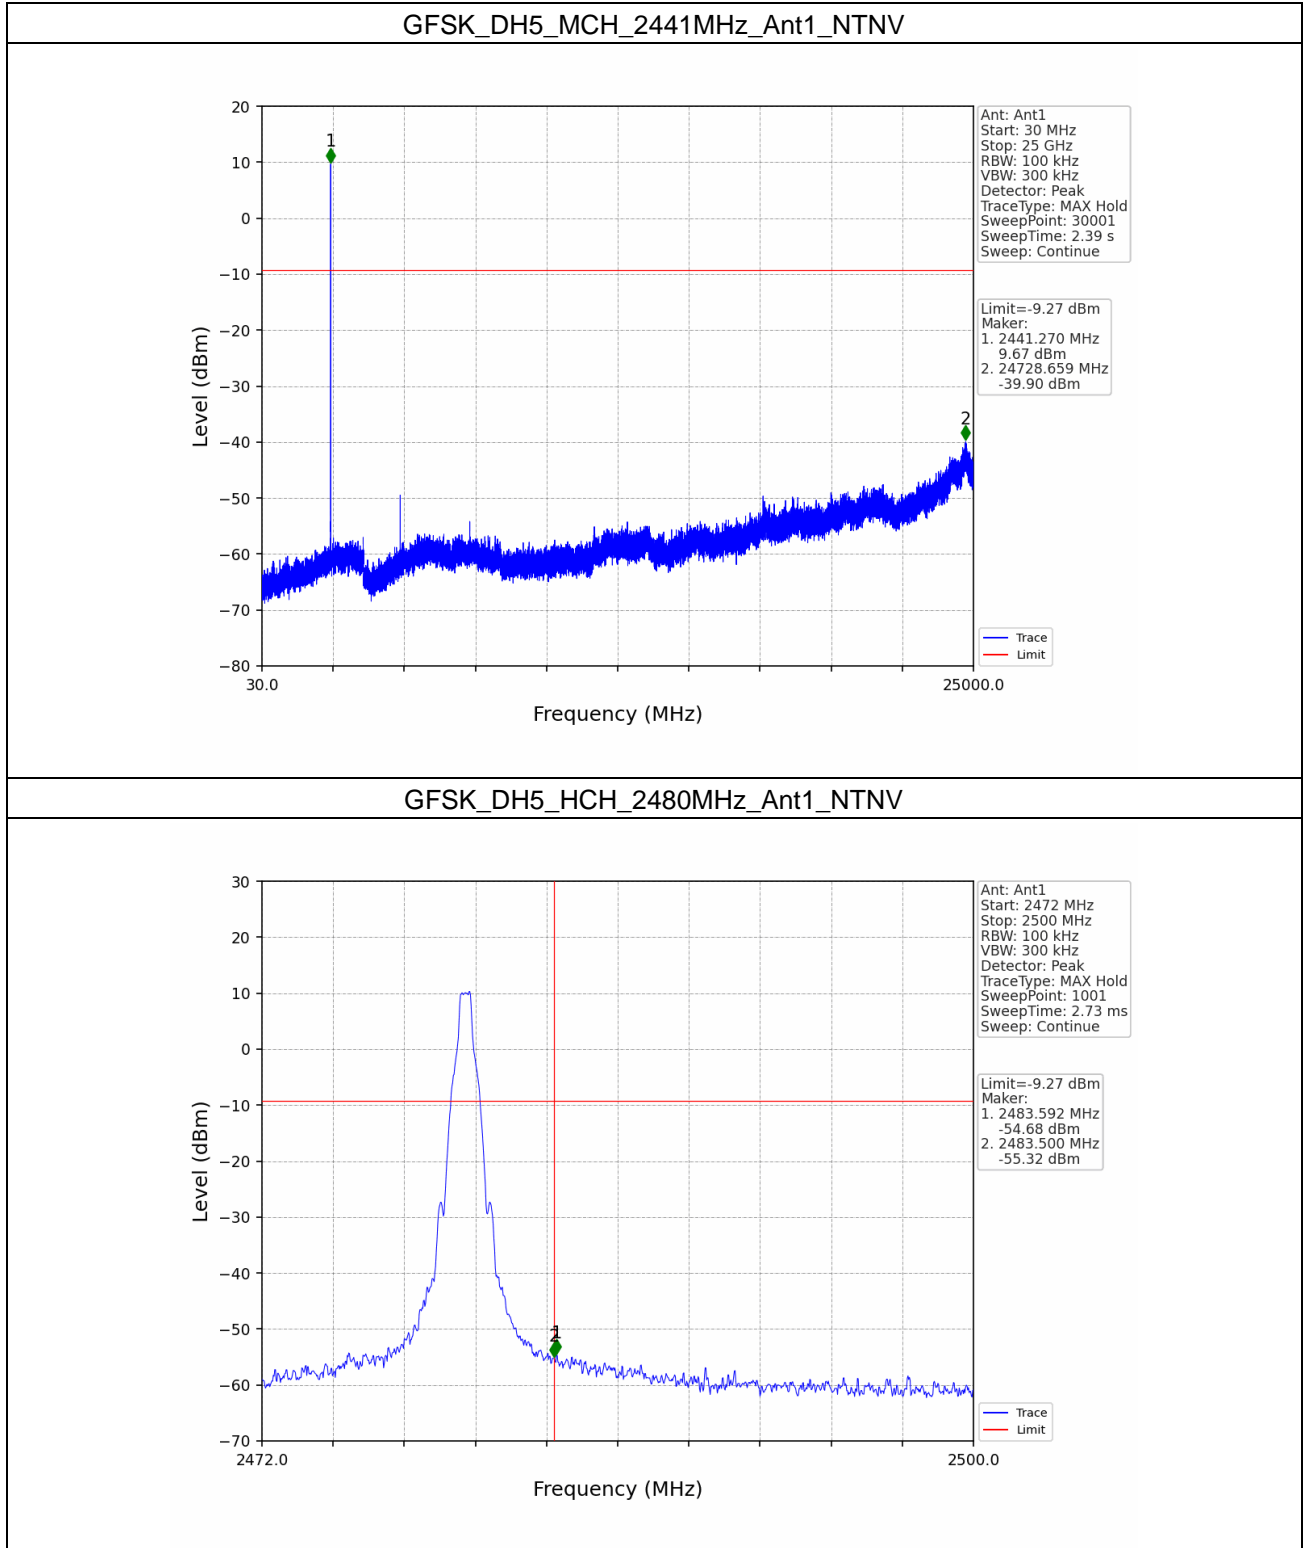 GFSK_DH5_MCH_2441MHz_Ant1_NTNV
20
10
0
−10
−20
−30
−40
−50
−60
−70
−80
Level (dBm)
1
2
30.0
25000.0
Frequency (MHz)
Ant: Ant1
Start: 30 MHz
Stop: 25 GHz
RBW: 100 kHz
VBW: 300 kHz
Detector: Peak
TraceType: MAX Hold
SweepPoint: 30001
SweepTime: 2.39 s
Sweep: Continue
Limit=-9.27 dBm
Maker:
1. 2441.270 MHz
9.67 dBm
2. 24728.659 MHz
-39.90 dBm
Trace
Limit
GFSK_DH5_HCH_2480MHz_Ant1_NTNV
30
20
10
0
−10
−20
−30
−40
−50
−60
−70
Level (dBm)
2
1
2472.0
2500.0
Frequency (MHz)
Ant: Ant1
Start: 2472 MHz
Stop: 2500 MHz
RBW: 100 kHz
VBW: 300 kHz
Detector: Peak
TraceType: MAX Hold
SweepPoint: 1001
SweepTime: 2.73 ms
Sweep: Continue
Limit=-9.27 dBm
Maker:
1. 2483.592 MHz
-54.68 dBm
2. 2483.500 MHz
-55.32 dBm
Trace
Limit